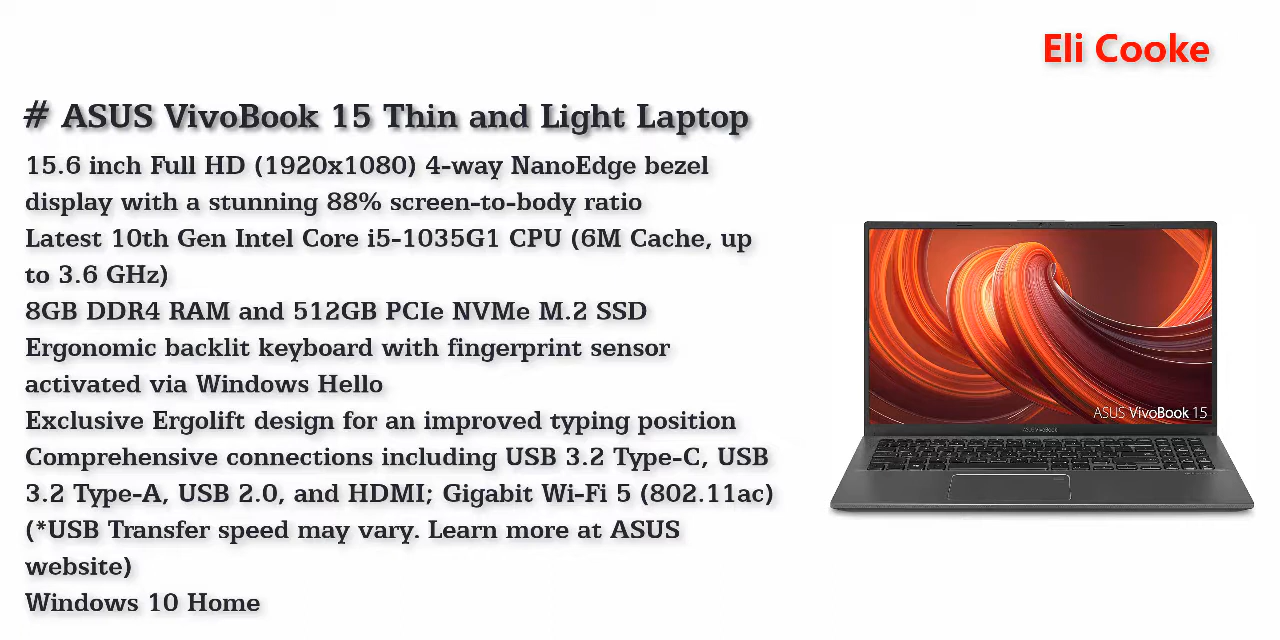 Eli Cooke
# ASUS VivoBook 15 Thin and Light Laptop
15.6 inch Full HD (1920x1080) 4-way NanoEdge bezel
display with a stunning 88% screen-to-body ratio
Latest 10th Gen Intel Core i5-1035G1 CPU (6M Cache, up
to 3.6 GHz)
8GB DDR4 RAM and 512GB PCIe NVMe M.2 SSD
Ergonomic backlit keyboard with fingerprint sensor
activated via Windows Hello
Exclusive Ergolift design for an improved typing position
Comprehensive connections including USB 3.2 Type-C, USB
3.2 Type-A, USB 2.0, and HDMI; Gigabit Wi-Fi 5 (802.11ac)
(*USB Transfer speed may vary. Learn more at ASUS
website)
Windows 10 Home
ASUS VivoBook 15
ASUS VivoBook